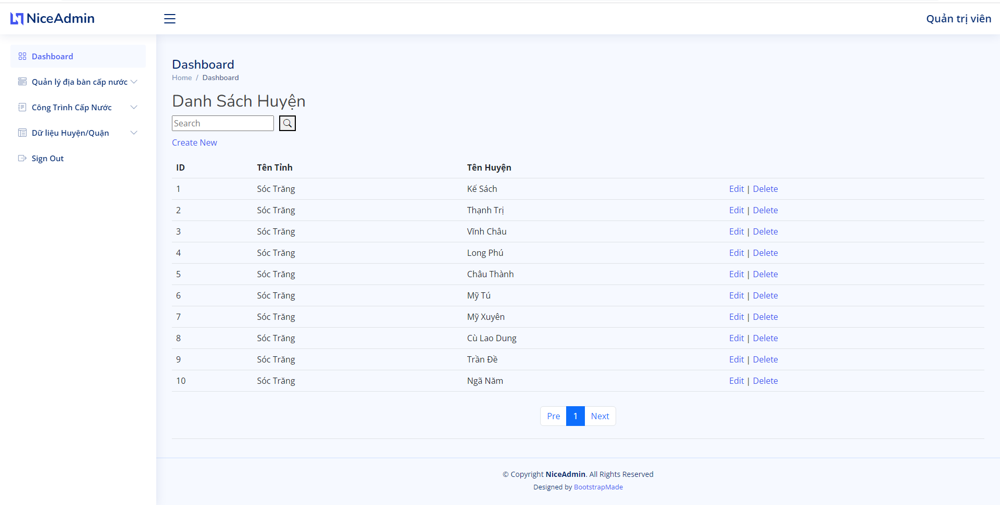 NiceAdmin
Quản trị viên
Dashboard
Quản lý địa bàn cấp nước
Công Trình Cấp Nước
Dữ liệu Huyện/Quận
Sign Out
Dashboard
Home / Dashboard
Danh Sách Huyện
Search
Create New
ID Tên Tỉnh Tên Huyện
1 Sóc Trăng Kế Sách Edit | Delete
2 Sóc Trăng Thạnh Trị Edit | Delete
3 Sóc Trăng Vĩnh Châu Edit | Delete
4 Sóc Trăng Long Phú Edit | Delete
5 Sóc Trăng Châu Thành Edit | Delete
6 Sóc Trăng Mỹ Tú Edit | Delete
7 Sóc Trăng Mỹ Xuyên Edit | Delete
8 Sóc Trăng Cù Lao Dung Edit | Delete
9 Sóc Trăng Trần Đề Edit | Delete
10 Sóc Trăng Ngã Năm Edit | Delete
Pre 1 Next
© Copyright NiceAdmin. All Rights Reserved
Designed by BootstrapMade